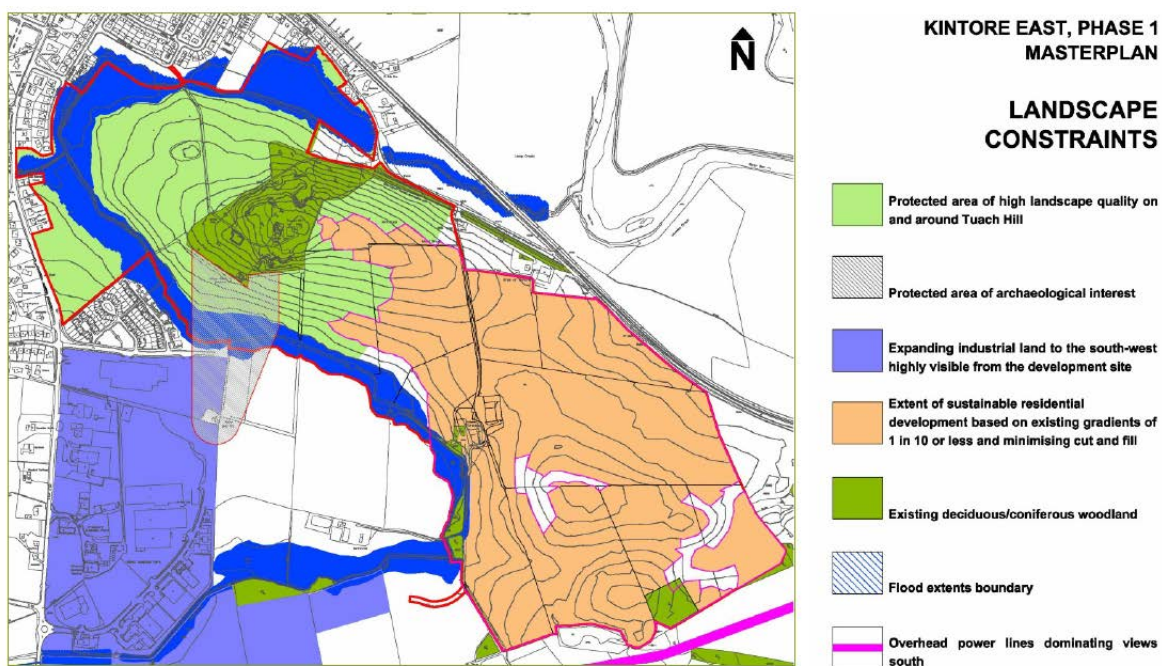 N
KINTORE EAST, PHASE 1
MASTERPLAN
LANDSCAPE
CONSTRAINTS
Protected area of high landscape quality on
and around Tuach Hill
Protected area of archaeological interest
Expanding industrial land to the south-west
highly visible from the development site
Extent of sustainable residential
development based on existing gradients of
1 in 10 or less and minimising cut and fill
Existing deciduous/coniferous woodland
Flood extents boundary
Overhead power lines dominating views
south